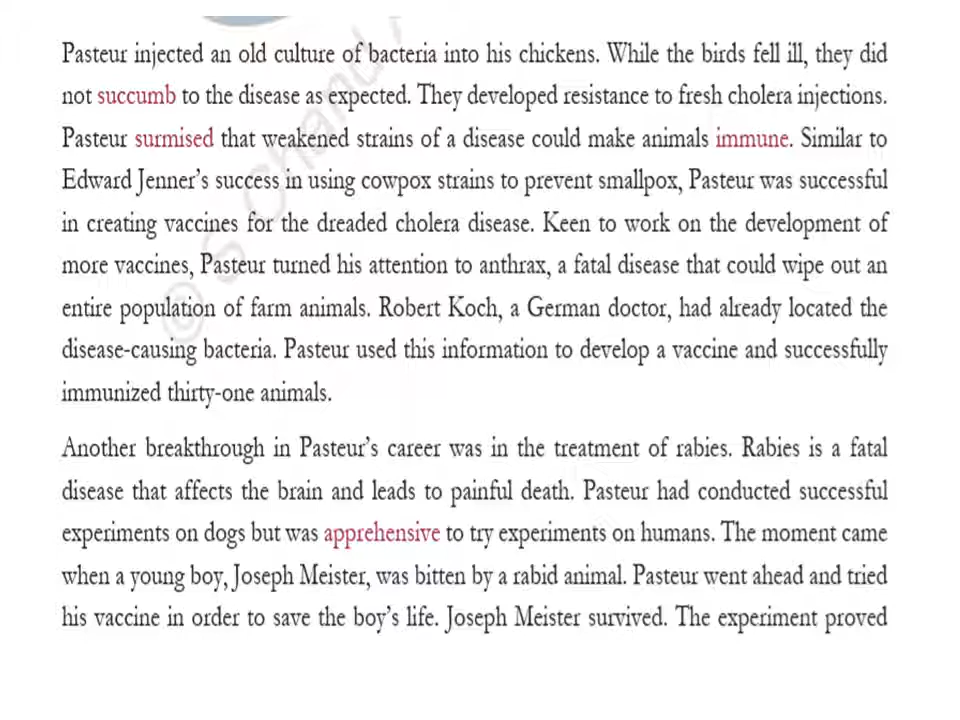 Pasteur injected an old culture of bacteria into his chickens. While the birds fell ill, they did
not succumb to the disease as expected. They developed resistance to fresh cholera injections.
Pasteur surmised that weakened strains of a disease could make animals immune. Similar to
Edward Jenner's success in using cowpox strains to prevent smallpox, Pasteur was successful
in creating vaccines for the dreaded cholera disease. Keen to work on the development of
more vaccines, Pasteur turned his attention to anthrax, a fatal disease that could wipe out an
entire population of farm animals. Robert Koch, a German doctor, had already located the
disease-causing bacteria. Pasteur used this information to develop a vaccine and successfully
immunized thirty-one animals.
Another breakthrough in Pasteur's career was in the treatment of rabies. Rabies is a fatal
disease that affects the brain and leads to painful death. Pasteur had conducted successful
experiments on dogs but was apprehensive to try experiments on humans. The moment came
when a young boy, Joseph Meister, was bitten by a rabid animal. Pasteur went ahead and tried
his vaccine in order to save the boy's life. Joseph Meister survived. The experiment proved
© S Chand